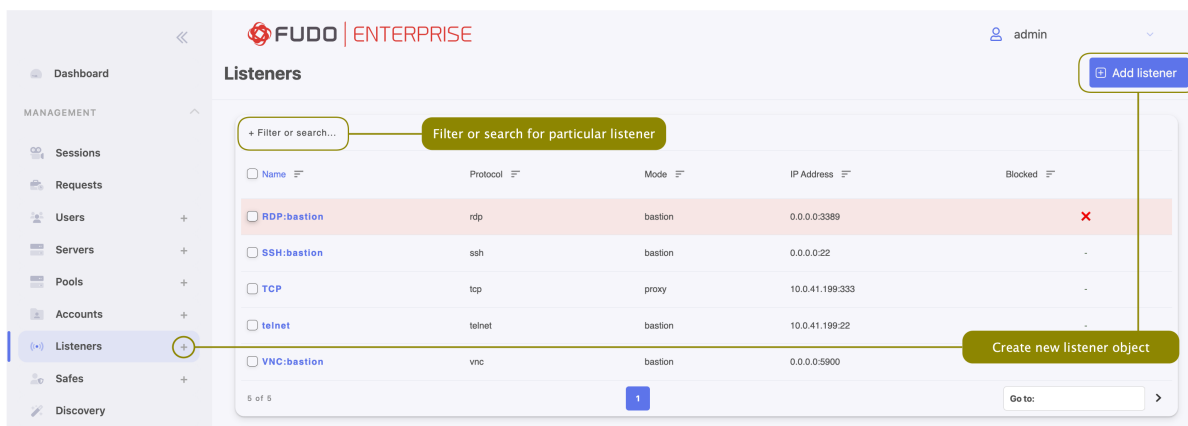 FUDO ENTERPRISE
admin
Dashboard
Listeners
Add listener
MANAGEMENT
+ Filter or search...
Filter or search for particular listener
Sessions
Name
Protocol
Mode
IP Address
Blocked
Requests
Users
+
RDP:bastion
rdp
bastion
0.0.0.0:3389
Servers
+
SSH:bastion
ssh
bastion
0.0.0.0:22
-
Pools
+
TCP
tcp
proxy
10.0.41.199:333
-
Accounts
+
telnet
telnet
bastion
10.0.41.199:22
-
Listeners
+
Create new listener object
VNC:bastion
vnc
bastion
0.0.0.0:5900
Safes
+
5 of 5
1
Go to:
Discovery